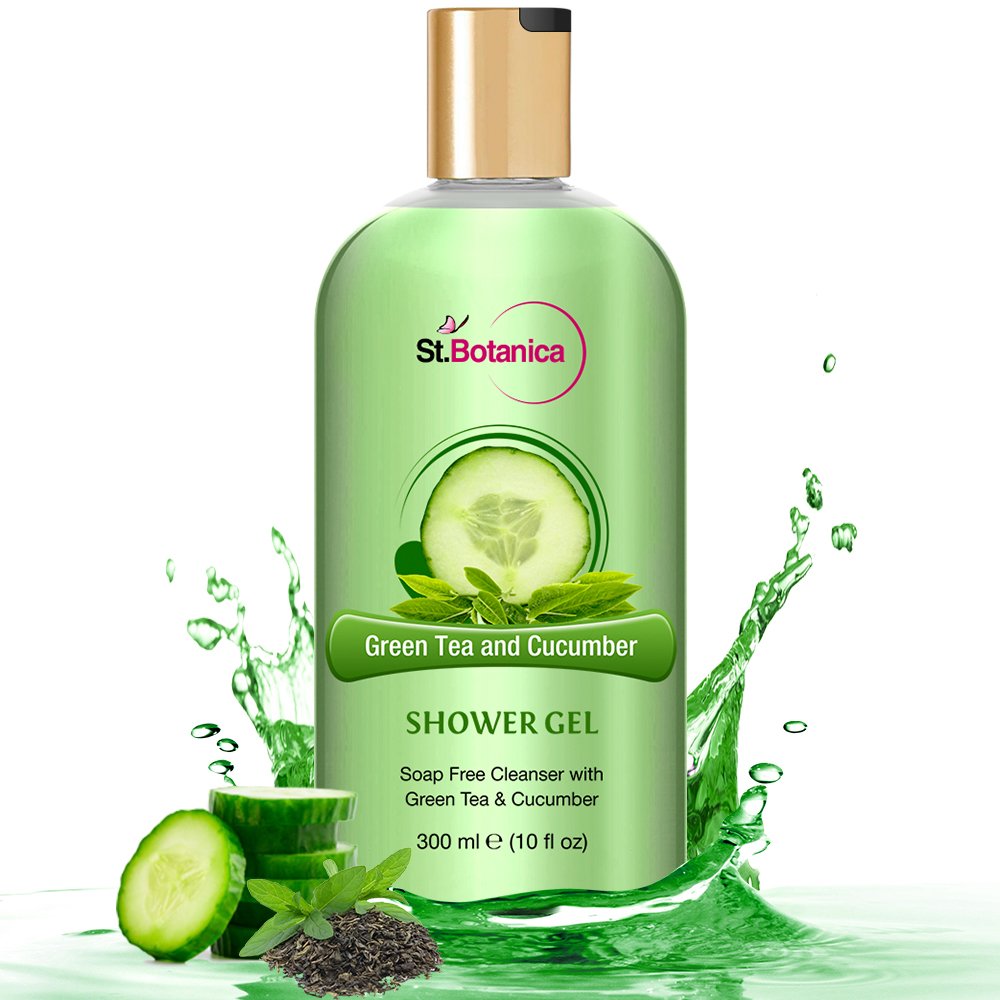 St.Botanica
Green Tea and Cucumber
SHOWER GEL
Soap Free Cleanser with
Green Tea & Cucumber
300 ml ℮ (10 fl oz)